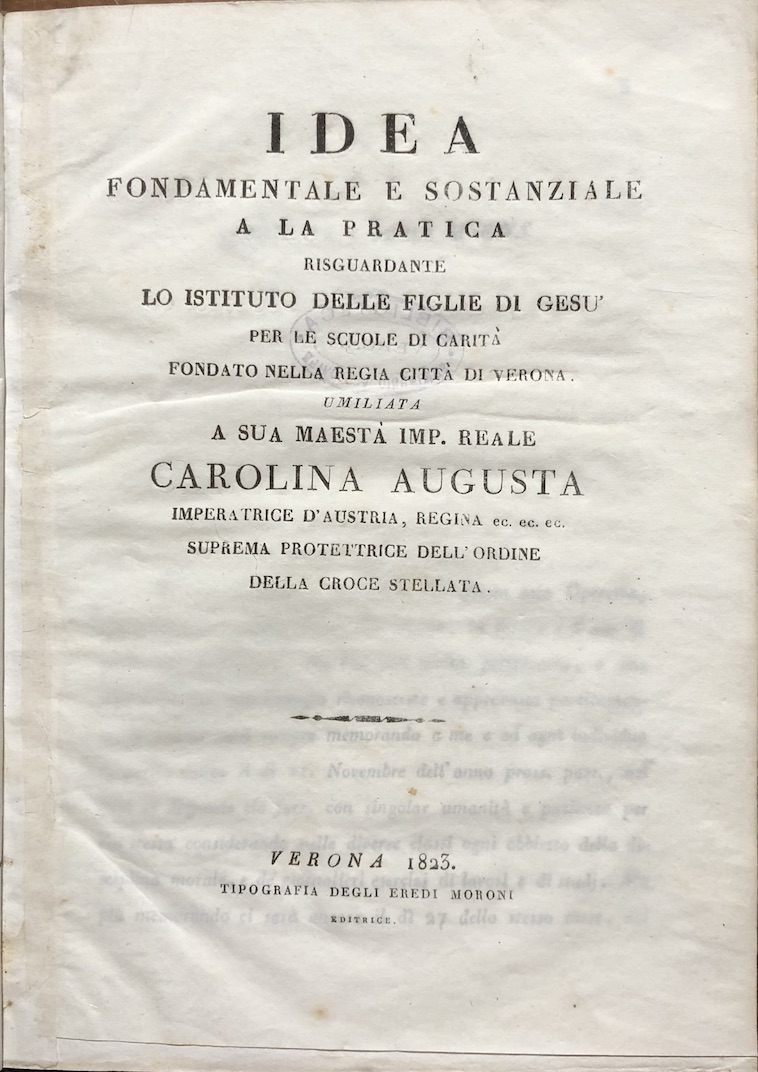 IDEA
FONDAMENTALE E SOSTANZIALE
A LA PRATICA
RISGUARDANTE
LO ISTITUTO DELLE FIGLIE DI GESU'
PER LE SCUOLE DI CARITÀ
FONDATO NELLA REGIA CITTÀ DI VERONA.
UMILIATA
A SUA MAESTÀ IMP. REALE
CAROLINA AUGUSTA
IMPERATRICE D'AUSTRIA, REGINA ec. ec. ec.
SUPREMA PROTETTRICE DELL'ORDINE
DELLA CROCE STELLATA.
VERONA 1823.
TIPOGRAFIA DEGLI EREDI MORONI
EDITRICE.